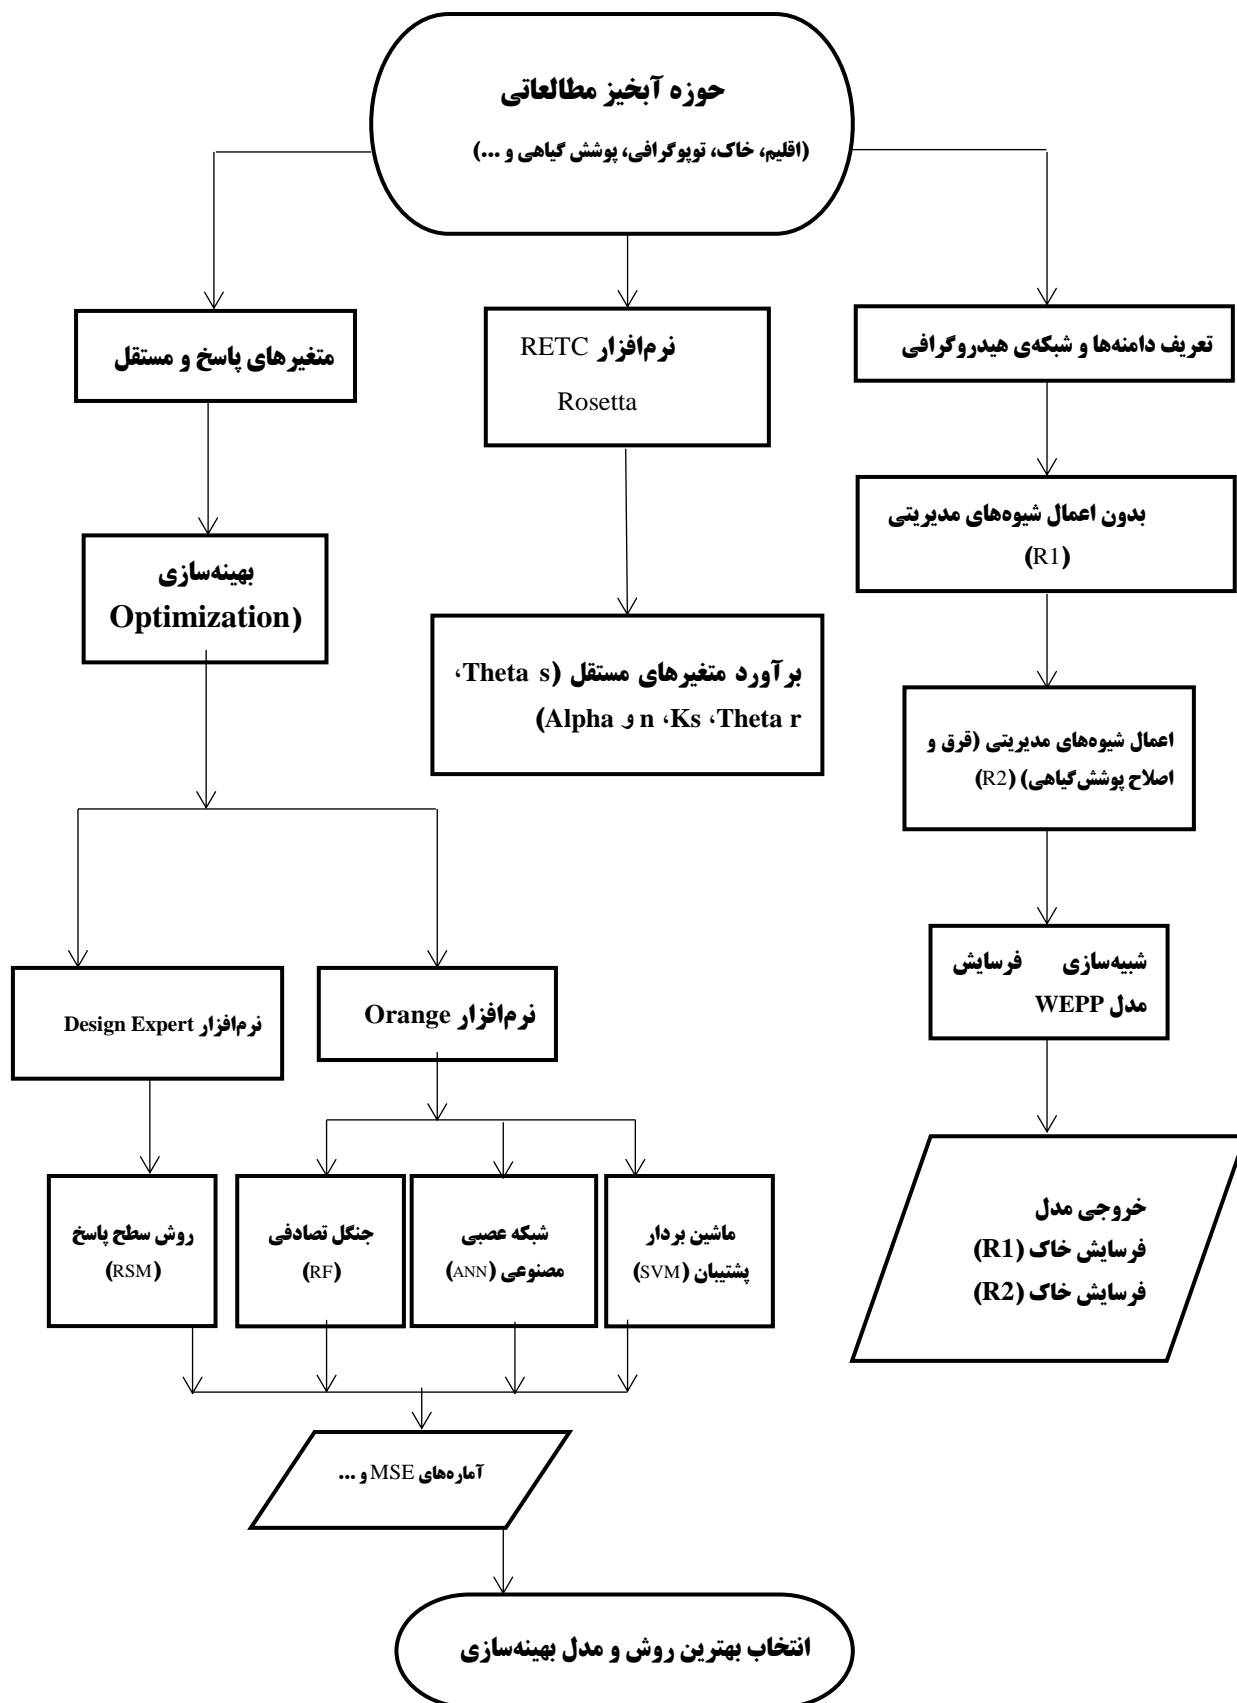 حوزه آبخیز مطالعاتی
(اقلیم، خاک، توپوگرافی، پوشش گیاهی و ...)
تعریف دامنه‌ها و شبکه‌ی هیدروگرافی
نرم‌افزار RETC
Rosetta
متغیرهای پاسخ و مستقل
بدون اعمال شیوه‌های مدیریتی
(R1)
بهینه‌سازی
(Optimization
برآورد متغیرهای مستقل (Theta s،
Theta r، Ks، n و Alpha)
اعمال شیوه‌های مدیریتی (قرق و
اصلاح پوشش‌گیاهی) (R2)
شبیه‌سازی فرسایش
مدل WEPP
نرم‌افزار Orange
نرم‌افزار Design Expert
خروجی مدل
فرسایش خاک (R1)
فرسایش خاک (R2)
ماشین بردار
پشتیبان (SVM)
شبکه عصبی
مصنوعی (ANN)
جنگل تصادفی
(RF)
روش سطح پاسخ
(RSM)
آماره‌های MSE و ...
انتخاب بهترین روش و مدل بهینه‌سازی